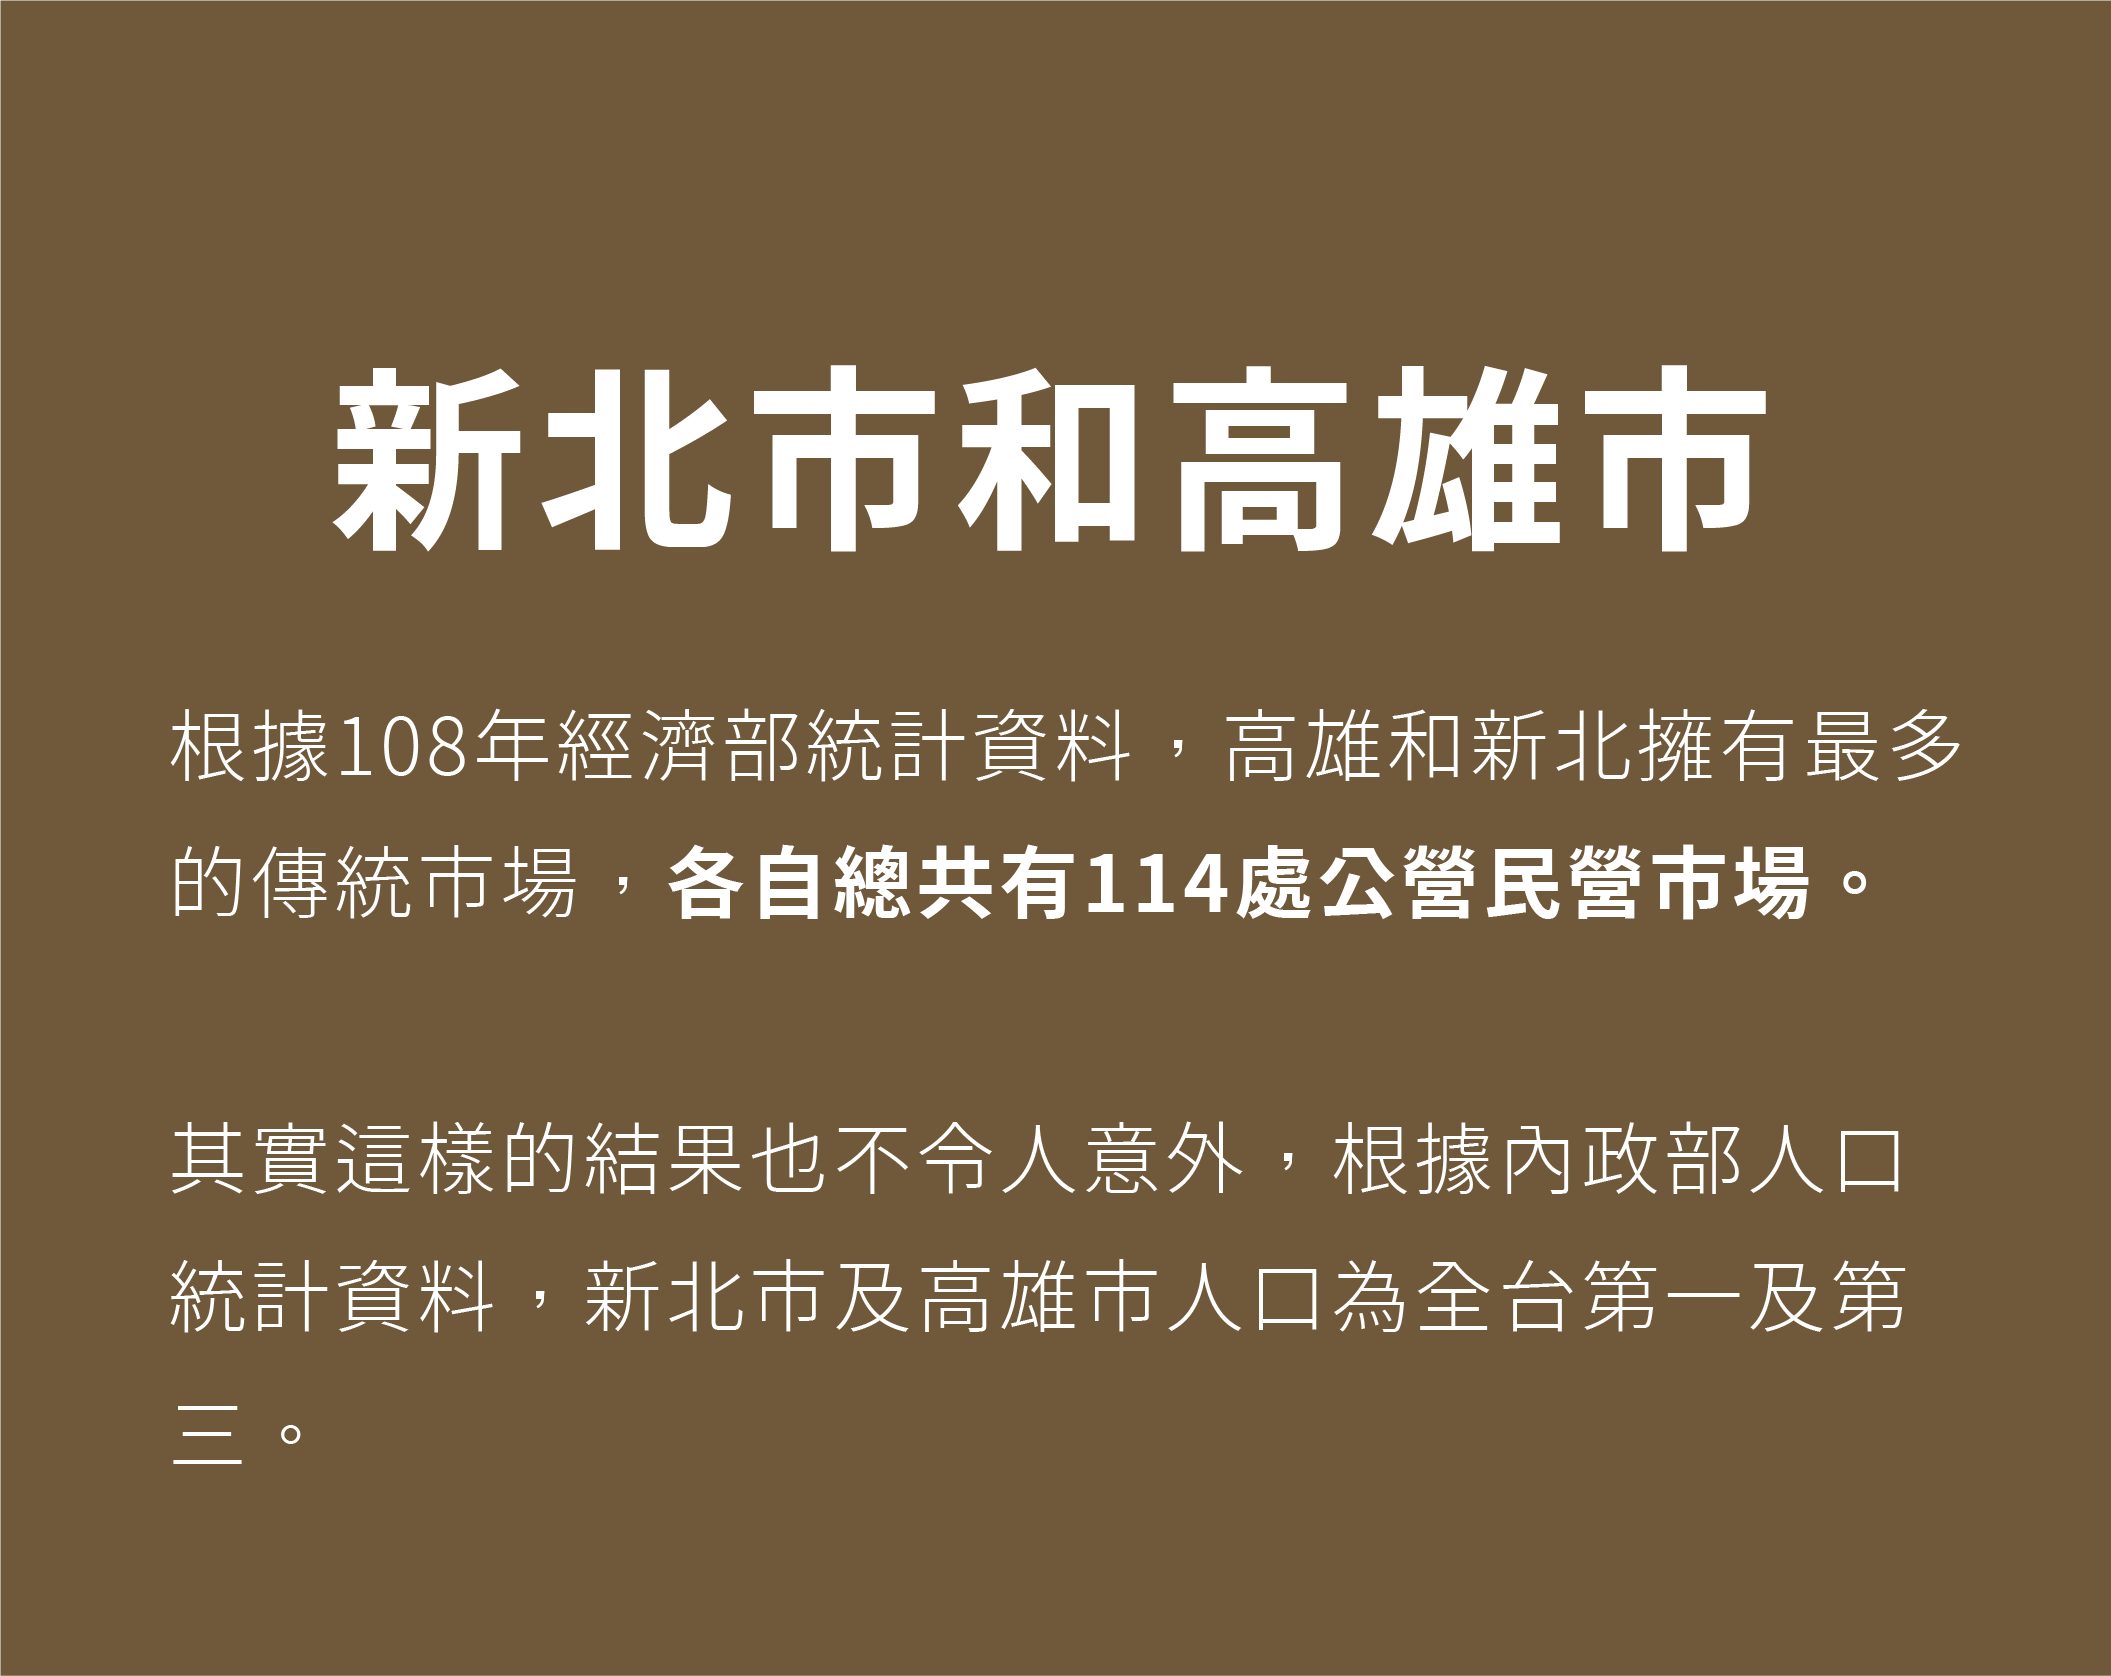 新北市和高雄市
根據108年經濟部統計資料，高雄和新北擁有最多
的傳統市場，各自總共有114處公營民營市場。
其實這樣的結果也不令人意外，根據內政部人口
統計資料，新北市及高雄市人口為全台第一及第
三。